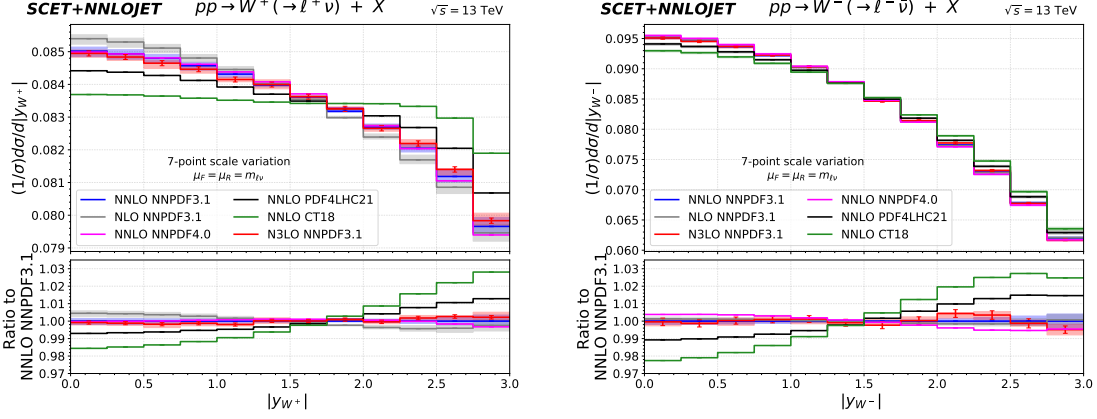 SCET+NNLOJET pp → W⁺(→ ℓ⁺ν) + X √s = 13 TeV
(1/σ)dσ/d|y_W⁺|
0.085
0.084
0.083
0.082
0.081
0.080
0.079
7-point scale variation
μ_F = μ_R = m_ℓν
NNLO NNPDF3.1
NLO NNPDF3.1
NNLO NNPDF4.0
NNLO PDF4LHC21
NNLO CT18
N3LO NNPDF3.1
Ratio to
NNLO NNPDF3.1
1.03
1.02
1.01
1.00
0.99
0.98
0.97
0.0 0.5 1.0 1.5 2.0 2.5 3.0
|y_W⁺|
SCET+NNLOJET pp → W⁻(→ ℓ⁻ν̄) + X √s = 13 TeV
(1/σ)dσ/d|y_W⁻|
0.095
0.090
0.085
0.080
0.075
0.070
0.065
0.060
7-point scale variation
μ_F = μ_R = m_ℓν
NNLO NNPDF3.1
NLO NNPDF3.1
N3LO NNPDF3.1
NNLO NNPDF4.0
NNLO PDF4LHC21
NNLO CT18
Ratio to
NNLO NNPDF3.1
1.03
1.02
1.01
1.00
0.99
0.98
0.97
0.0 0.5 1.0 1.5 2.0 2.5 3.0
|y_W⁻|